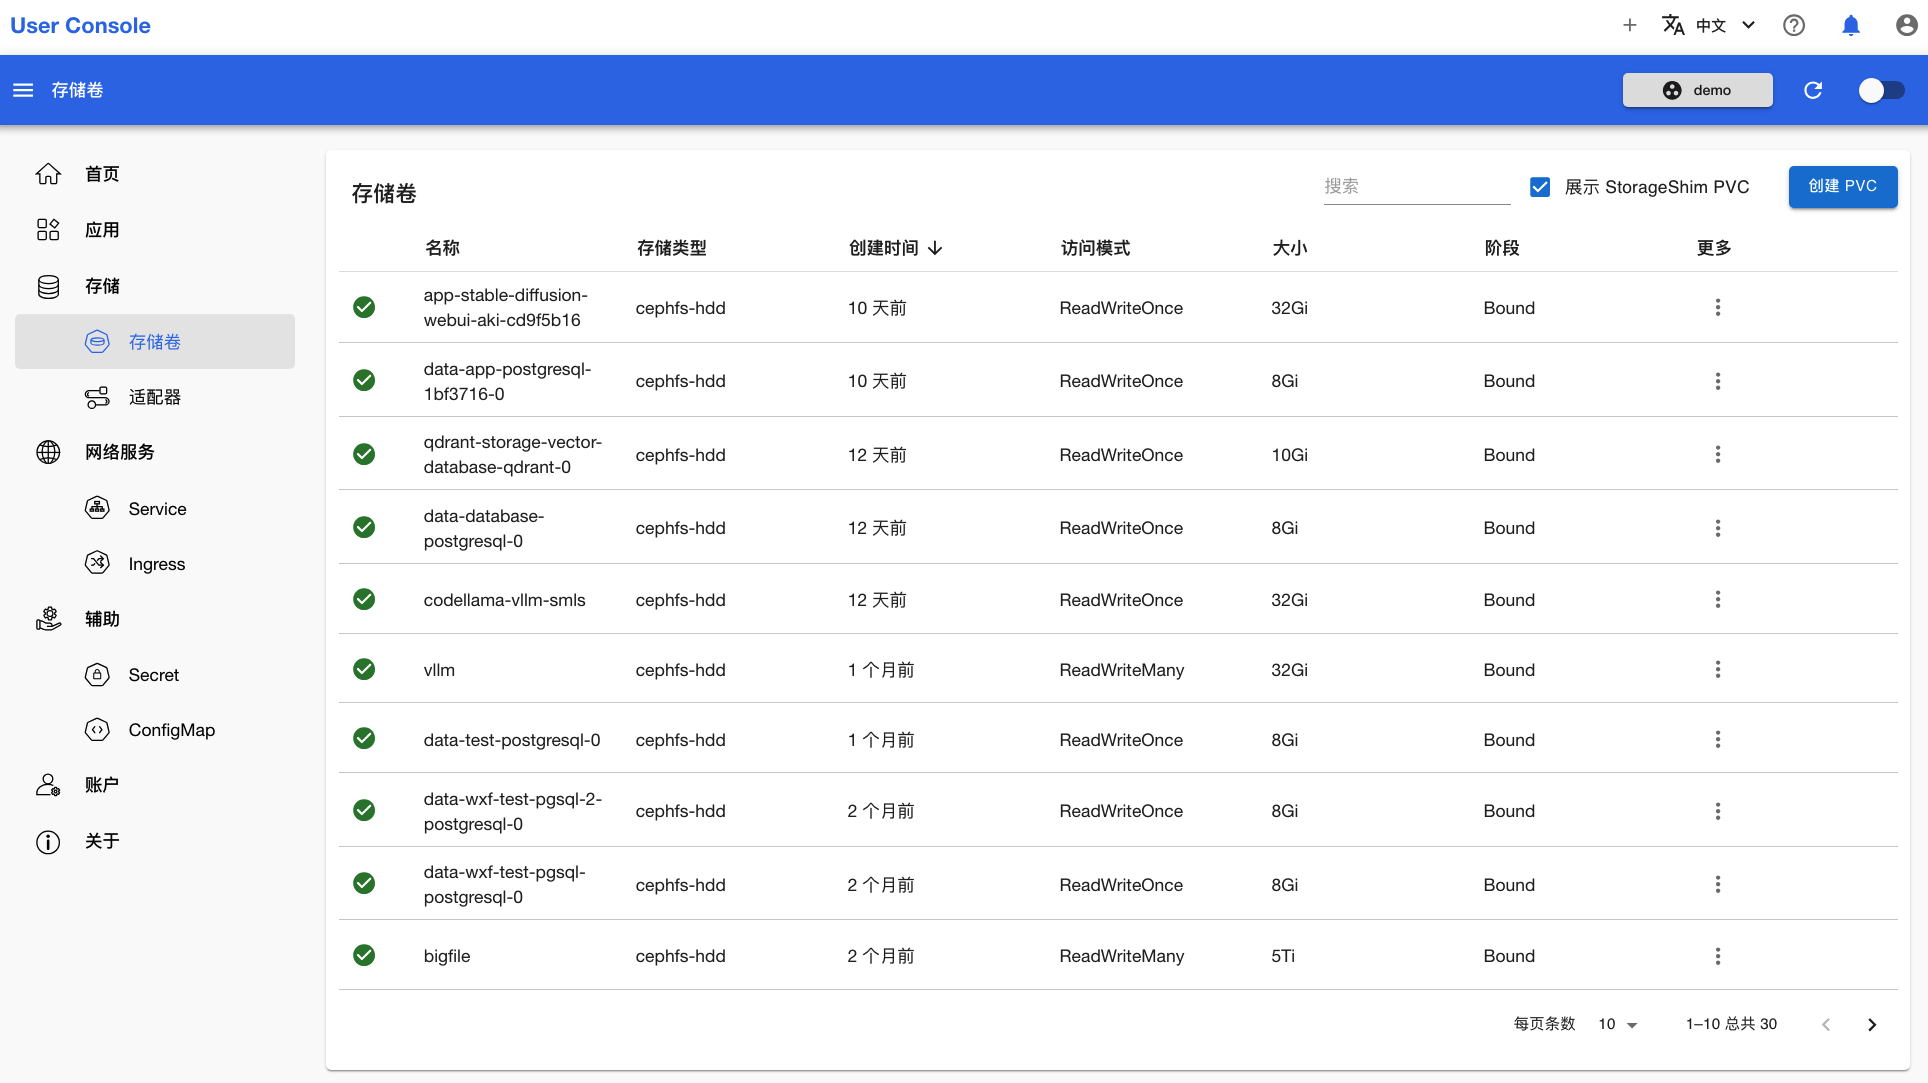 User Console
中文
存储卷
demo
首页
应用
存储
存储卷
适配器
网络服务
Service
Ingress
辅助
Secret
ConfigMap
账户
关于
存储卷
搜索
展示 StorageShim PVC
创建 PVC
名称 存储类型 创建时间 访问模式 大小 阶段 更多
app-stable-diffusion-
webui-aki-cd9f5b16 cephfs-hdd 10 天前 ReadWriteOnce 32Gi Bound
data-app-postgresql-
1bf3716-0 cephfs-hdd 10 天前 ReadWriteOnce 8Gi Bound
qdrant-storage-vector-
database-qdrant-0 cephfs-hdd 12 天前 ReadWriteOnce 10Gi Bound
data-database-
postgresql-0 cephfs-hdd 12 天前 ReadWriteOnce 8Gi Bound
codellama-vllm-smls cephfs-hdd 12 天前 ReadWriteOnce 32Gi Bound
vllm cephfs-hdd 1 个月前 ReadWriteMany 32Gi Bound
data-test-postgresql-0 cephfs-hdd 1 个月前 ReadWriteOnce 8Gi Bound
data-wxf-test-pgsql-2-
postgresql-0 cephfs-hdd 2 个月前 ReadWriteOnce 8Gi Bound
data-wxf-test-pgsql-
postgresql-0 cephfs-hdd 2 个月前 ReadWriteOnce 8Gi Bound
bigfile cephfs-hdd 2 个月前 ReadWriteMany 5Ti Bound
每页条数 10 1–10 总共 30